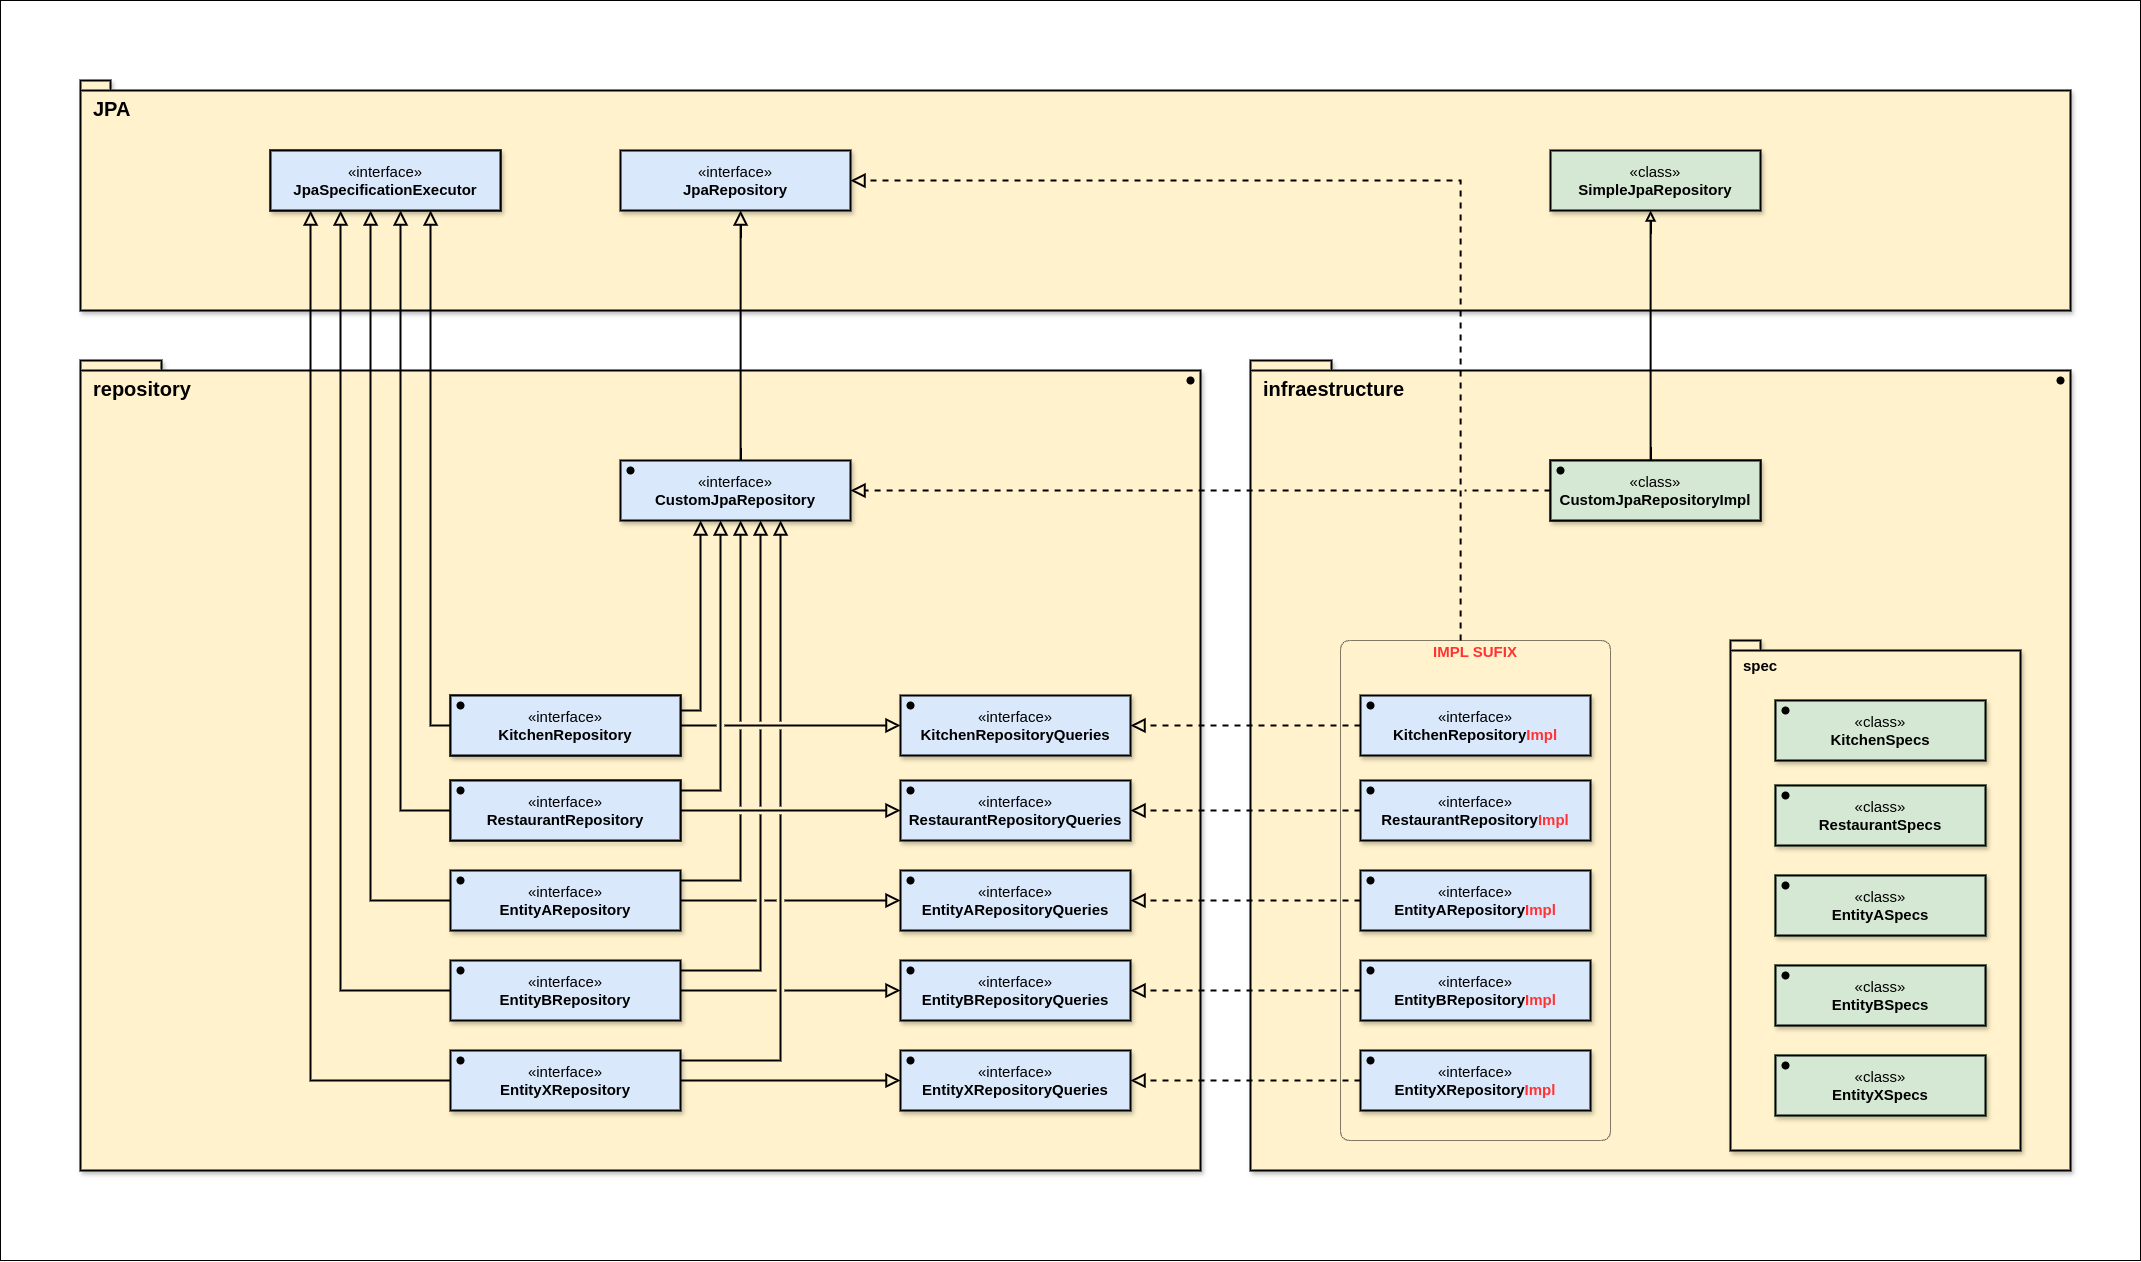 JPA
«interface»
JpaSpecificationExecutor
«interface»
JpaRepository
«class»
SimpleJpaRepository
repository
«interface»
CustomJpaRepository
«interface»
KitchenRepository
«interface»
KitchenRepositoryQueries
«interface»
RestaurantRepository
«interface»
RestaurantRepositoryQueries
«interface»
EntityARepository
«interface»
EntityARepositoryQueries
«interface»
EntityBRepository
«interface»
EntityBRepositoryQueries
«interface»
EntityXRepository
«interface»
EntityXRepositoryQueries
infraestructure
«class»
CustomJpaRepositoryImpl
IMPL SUFIX
«interface»
KitchenRepositoryImpl
«interface»
RestaurantRepositoryImpl
«interface»
EntityARepositoryImpl
«interface»
EntityBRepositoryImpl
«interface»
EntityXRepositoryImpl
spec
«class»
KitchenSpecs
«class»
RestaurantSpecs
«class»
EntityASpecs
«class»
EntityBSpecs
«class»
EntityXSpecs